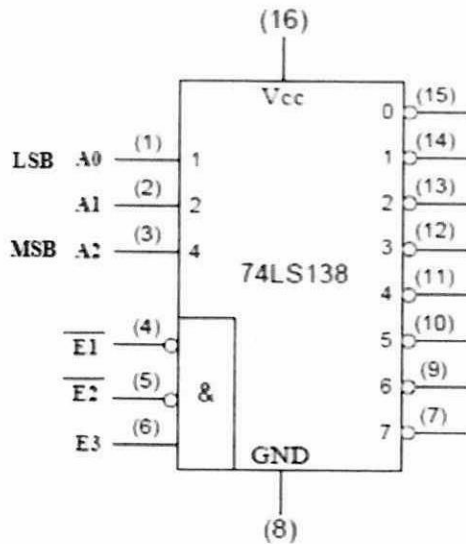 (16)
Vcc
0 (15)
LSB A0 (1) 1
1 (14)
A1 (2) 2
2 (13)
MSB A2 (3) 4
3 (12)
74LS138
4 (11)
E1 (4)
5 (10)
E2 (5)
&
6 (9)
E3 (6)
7 (7)
GND
(8)